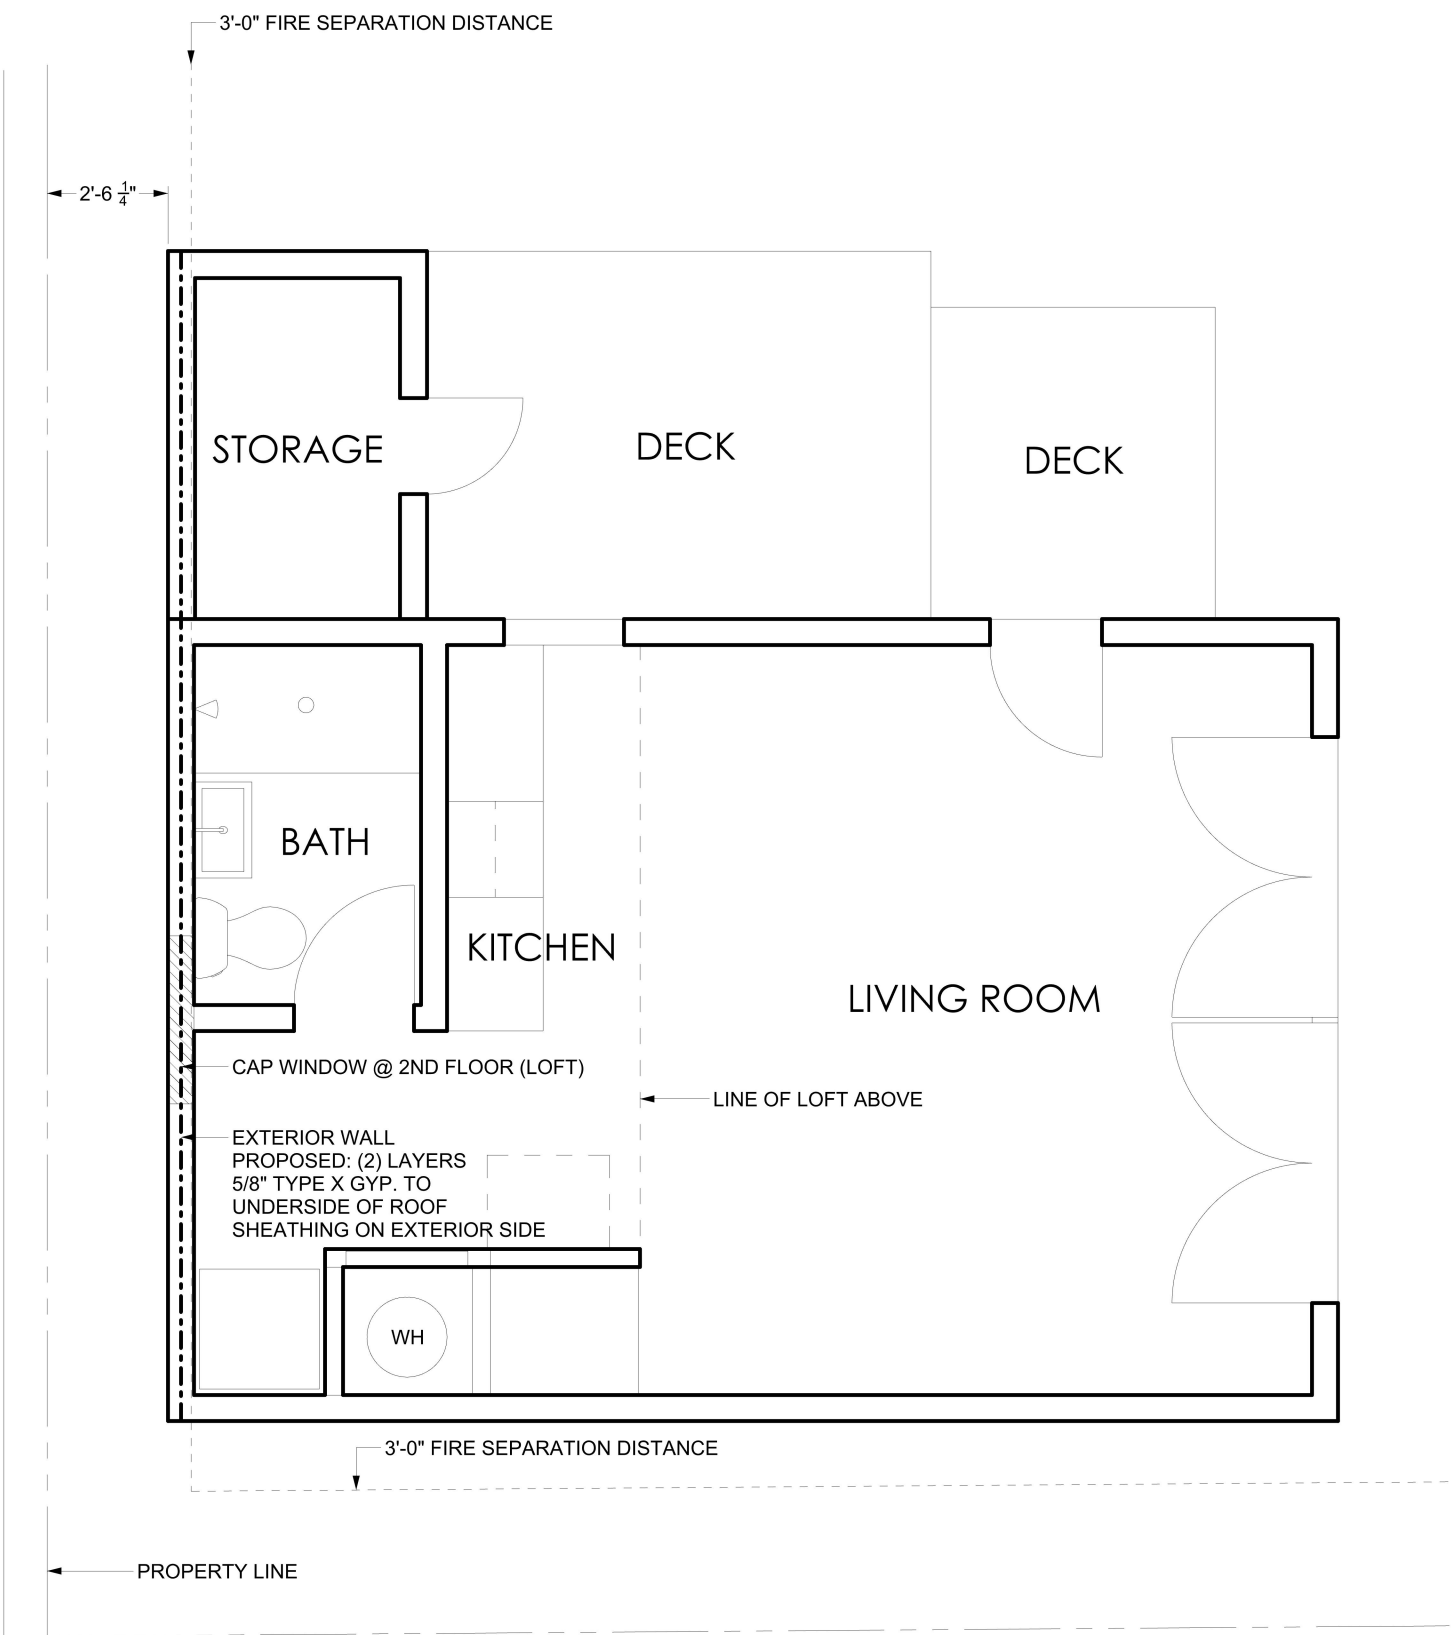 3'-0" FIRE SEPARATION DISTANCE
2'-6 1/4"
STORAGE
DECK
DECK
BATH
KITCHEN
LIVING ROOM
CAP WINDOW @ 2ND FLOOR (LOFT)
LINE OF LOFT ABOVE
EXTERIOR WALL
PROPOSED: (2) LAYERS
5/8" TYPE X GYP. TO
UNDERSIDE OF ROOF
SHEATHING ON EXTERIOR SIDE
WH
3'-0" FIRE SEPARATION DISTANCE
PROPERTY LINE